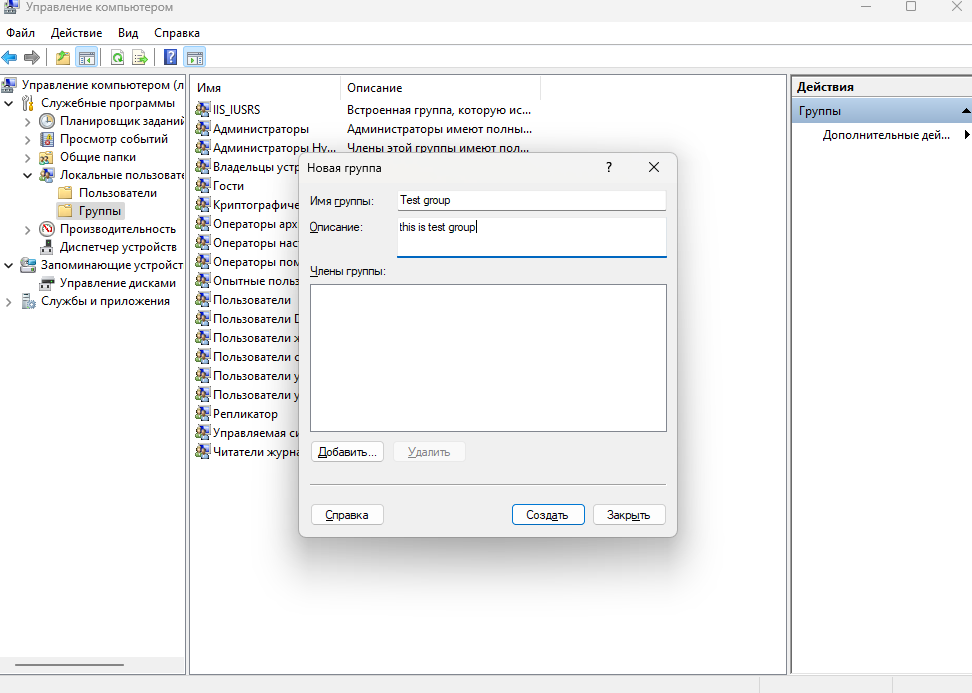 Управление компьютером
Файл Действие Вид Справка
Управление компьютером (л
Служебные программы
Планировщик заданий
Просмотр событий
Общие папки
Локальные пользоват
Пользователи
Группы
Производительность
Диспетчер устройств
Запоминающие устройст
Управление дисками
Службы и приложения
Имя Описание
IIS_IUSRS Встроенная группа, которую ис...
Администраторы Администраторы имеют полны...
Администраторы Hy... Члены этой группы имеют пол...
Владельцы устр
Гости
Криптографиче
Операторы арх
Операторы нас
Операторы пом
Опытные польз
Пользователи
Пользователи D
Пользователи ж
Пользователи с
Пользователи у
Пользователи у
Репликатор
Управляемая си
Читатели журна
Новая группа ?
Имя группы: Test group
Описание: this is test group
Члены группы:
Добавить... Удалить
Справка Создать Закрыть
Действия
Группы
Дополнительные дей...